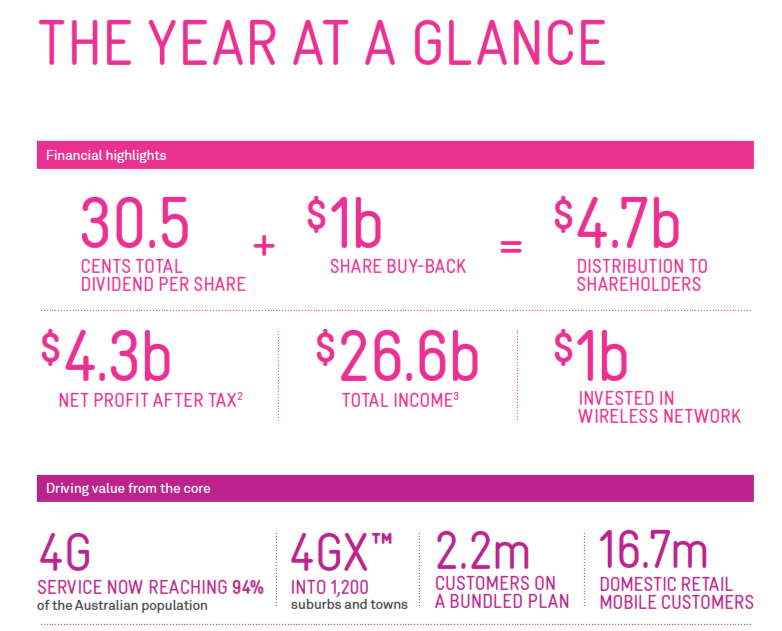 THE YEAR AT A GLANCE
Financial highlights
30.5
CENTS TOTAL
DIVIDEND PER SHARE
+
$1b
SHARE BUY-BACK
=
$4.7b
DISTRIBUTION TO
SHAREHOLDERS
$4.3b
NET PROFIT AFTER TAX²
$26.6b
TOTAL INCOME³
$1b
INVESTED IN
WIRELESS NETWORK
Driving value from the core
4G
SERVICE NOW REACHING 94%
of the Australian population
4GX™
INTO 1,200
suburbs and towns
2.2m
CUSTOMERS ON
A BUNDLED PLAN
16.7m
DOMESTIC RETAIL
MOBILE CUSTOMERS